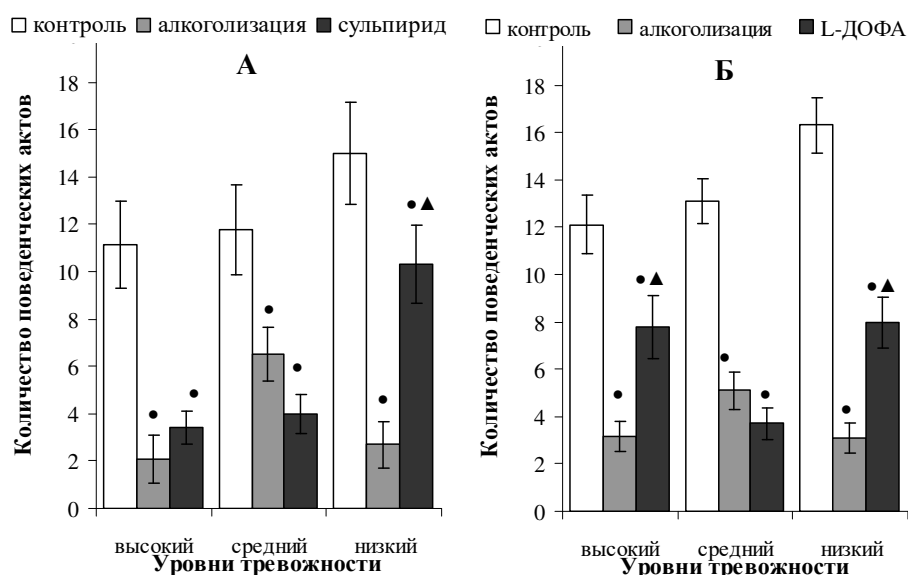 контроль алкоголизация сульпирид
А
Количество поведенческих актов
18
16
14
12
10
8
6
4
2
0
высокий средний низкий
Уровни тревожности
контроль алкоголизация L-ДОФА
Б
Количество поведенческих актов
18
16
14
12
10
8
6
4
2
0
высокий средний низкий
Уровни тревожности